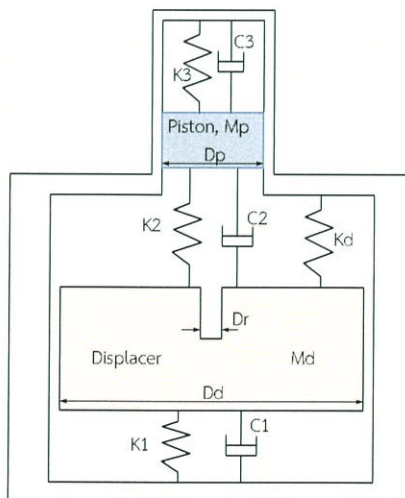 C3
K3
Piston, Mp
Dp
K2
C2
Kd
Dr
Displacer
Md
Dd
K1
C1